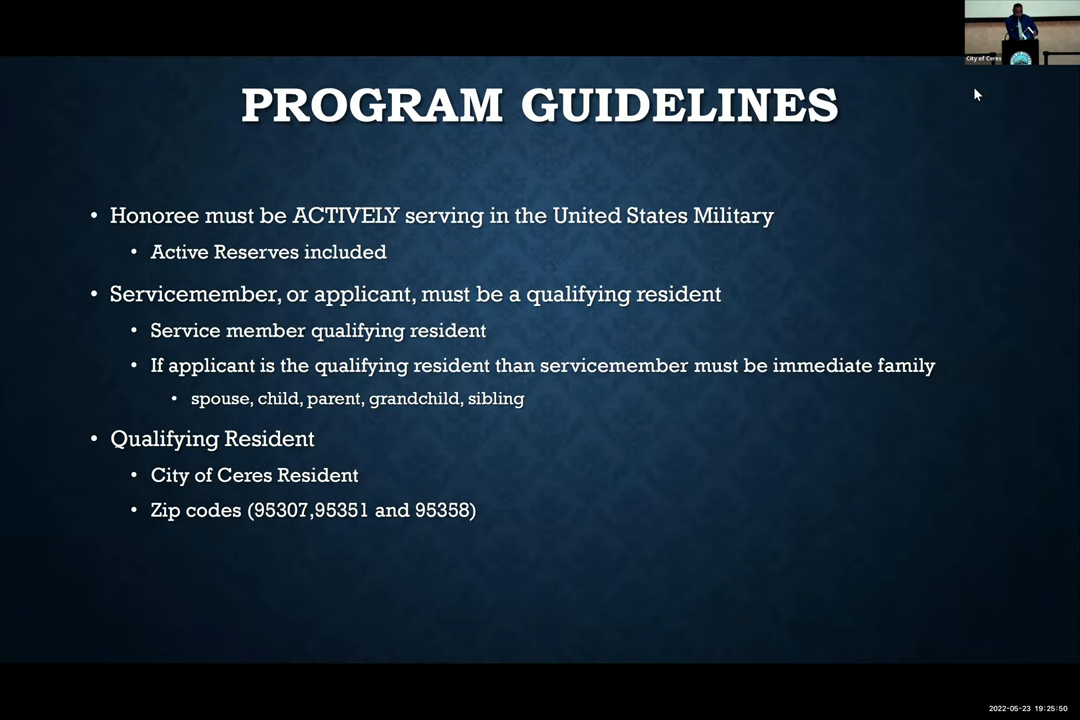 City of Ceres
PROGRAM GUIDELINES
• Honoree must be ACTIVELY serving in the United States Military
• Active Reserves included
• Servicemember, or applicant, must be a qualifying resident
• Service member qualifying resident
• If applicant is the qualifying resident than servicemember must be immediate family
• spouse, child, parent, grandchild, sibling
• Qualifying Resident
• City of Ceres Resident
• Zip codes (95307,95351 and 95358)
2022-05-23 19:25:50